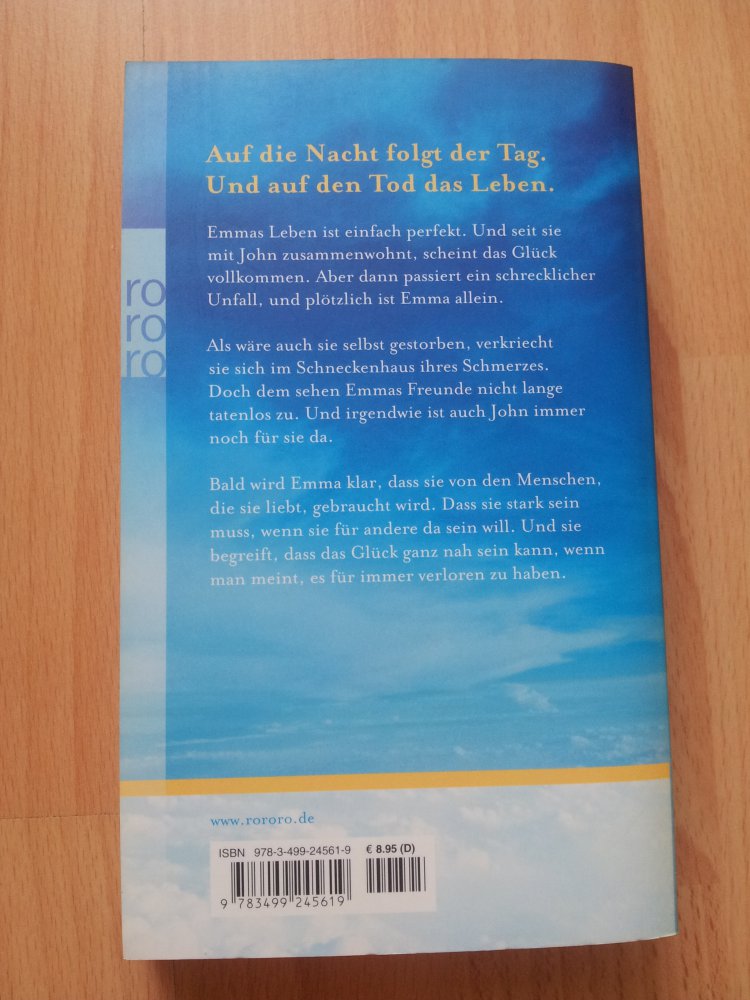 Auf die Nacht folgt der Tag.
Und auf den Tod das Leben.
Emmas Leben ist einfach perfekt. Und seit sie
mit John zusammenwohnt, scheint das Glück
vollkommen. Aber dann passiert ein schrecklicher
Unfall, und plötzlich ist Emma allein.
Als wäre auch sie selbst gestorben, verkriecht
sie sich im Schneckenhaus ihres Schmerzes.
Doch dem sehen Emmas Freunde nicht lange
tatenlos zu. Und irgendwie ist auch John immer
noch für sie da.
Bald wird Emma klar, dass sie von den Menschen,
die sie liebt, gebraucht wird. Dass sie stark sein
muss, wenn sie für andere da sein will. Und sie
begreift, dass das Glück ganz nah sein kann, wenn
man meint, es für immer verloren zu haben.
ro
ro
ro
www.rororo.de
ISBN 978-3-499-24561-9 € 8.95 (D)
9 783499 245619